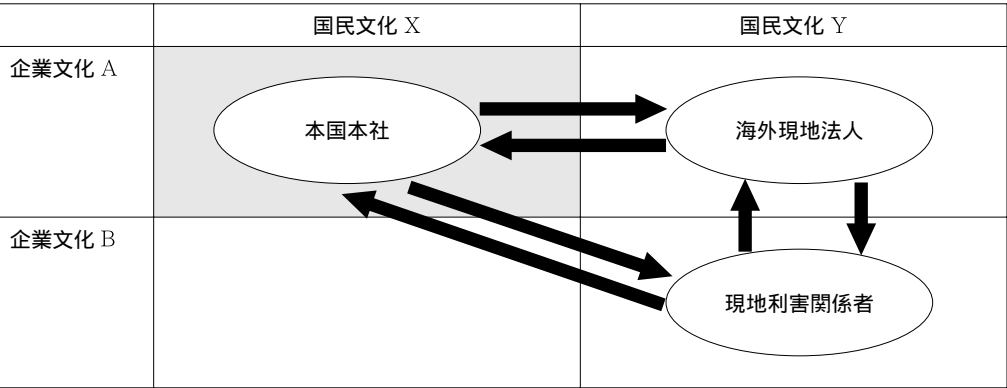 国民文化 X
国民文化 Y
企業文化 A
本国本社
海外現地法人
企業文化 B
現地利害関係者